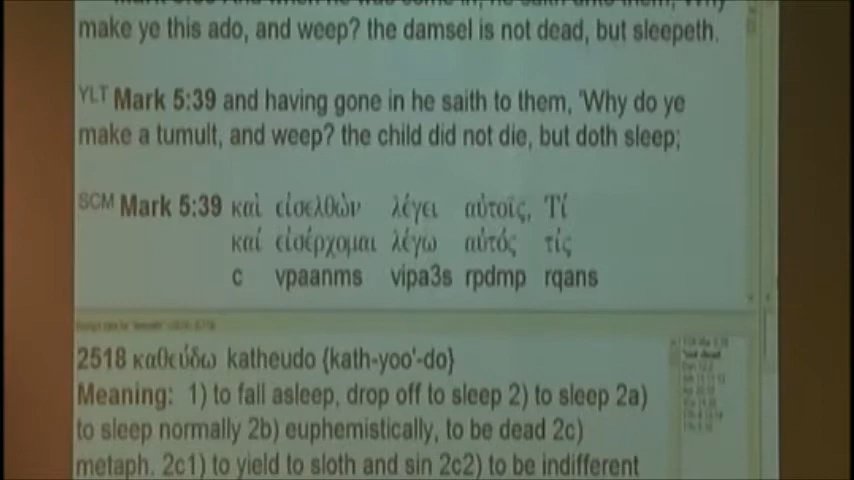 make ye this ado, and weep? the damsel is not dead, but sleepeth.
YLT Mark 5:39 and having gone in he saith to them, 'Why do ye
make a tumult, and weep? the child did not die, but doth sleep;
SCM Mark 5:39 καὶ εἰσελθὼν λέγει αὐτοῖς, Τί
καί εἰσέρχομαι λέγω αὐτός τίς
c vpaanms vipa3s rpdmp rqans
2518 καθεύδω katheudo {kath-yoo'-do}
Meaning: 1) to fall asleep, drop off to sleep 2) to sleep 2a)
to sleep normally 2b) euphemistically, to be dead 2c)
metaph. 2c1) to yield to sloth and sin 2c2) to be indifferent